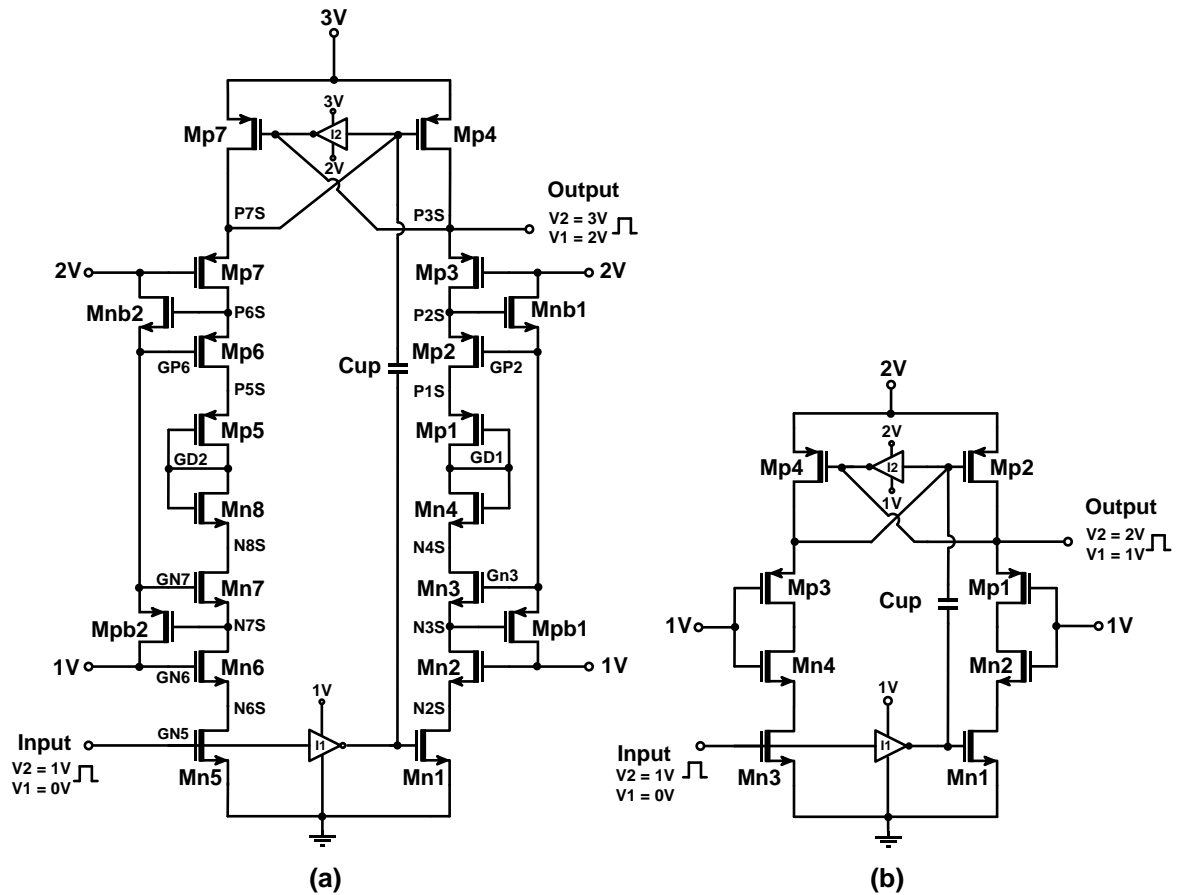 3V
3V
Mp7
I2
Mp4
2V
Output
V2 = 3V
V1 = 2V
P7S
P3S
2V
Mp7
Mp3
2V
Mnb2
P6S
P2S
Mnb1
Mp6
Mp2
GP6
GP2
Cup
P5S
P1S
Mp5
Mp1
GD2
GD1
Mn8
Mn4
N8S
N4S
GN7
Mn7
Mn3
Gn3
Mpb2
N7S
N3S
Mpb1
1V
GN6
Mn6
Mn2
1V
N6S
N2S
1V
Input
V2 = 1V
V1 = 0V
GN5
Mn5
I1
Mn1
(a)
2V
2V
Mp4
I2
Mp2
1V
Output
V2 = 2V
V1 = 1V
Mp3
Mp1
Cup
1V
1V
Mn4
Mn2
1V
Input
V2 = 1V
V1 = 0V
Mn3
I1
Mn1
(b)